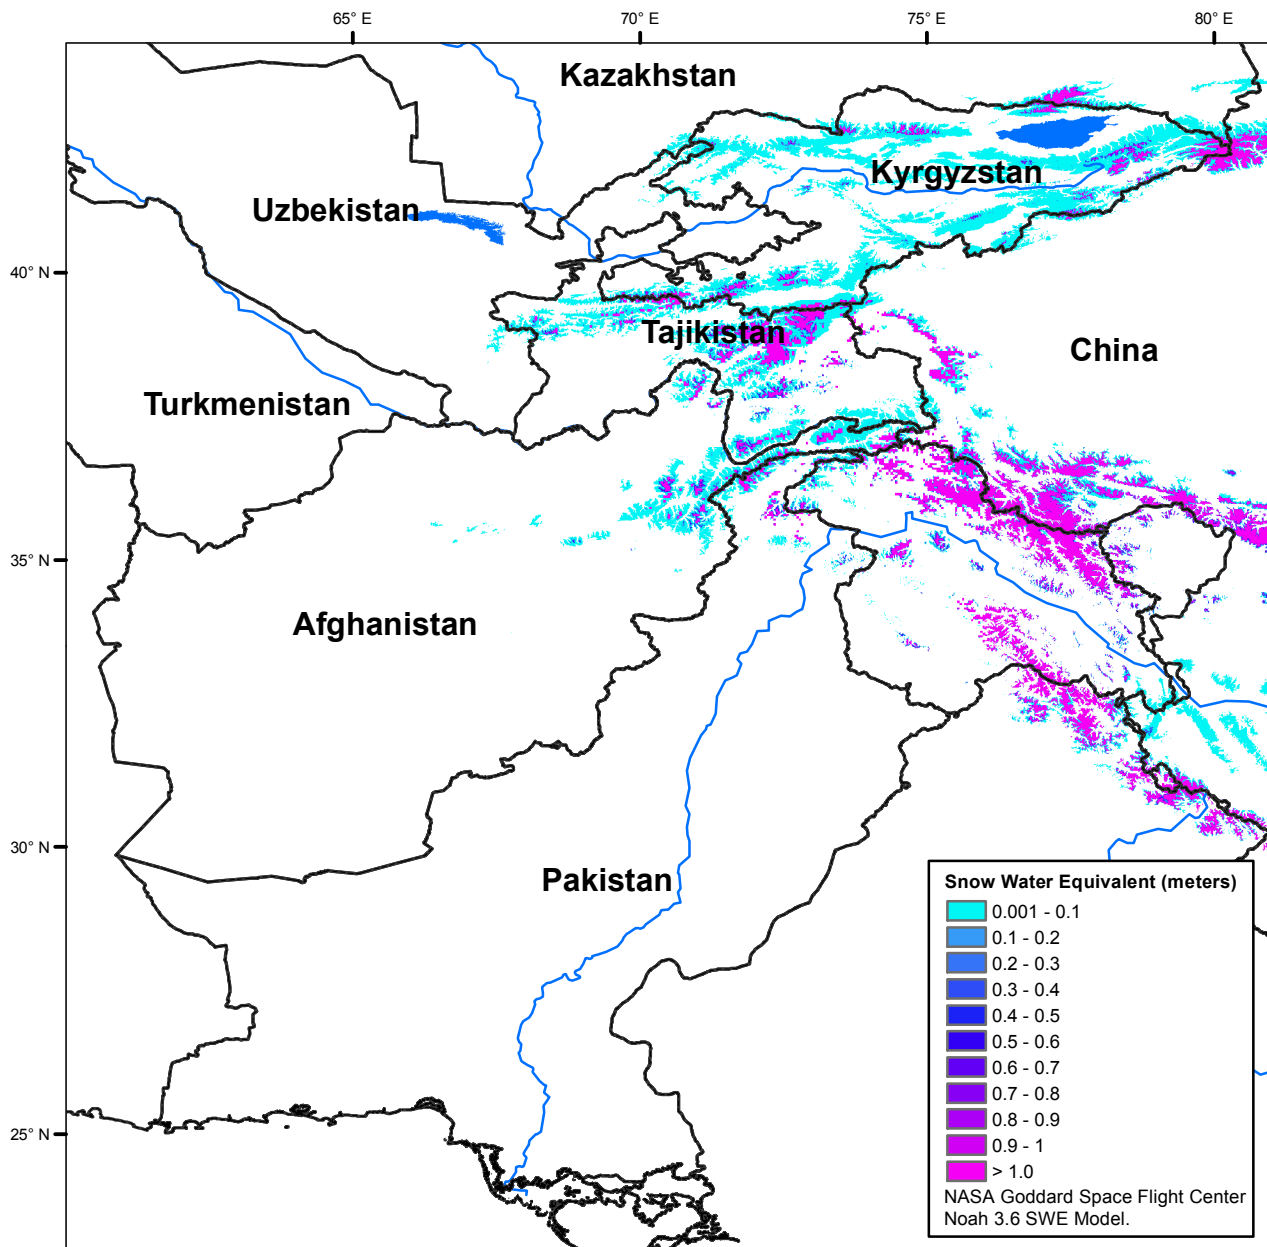 65° E
70° E
75° E
80° E
Kazakhstan
Kyrgyzstan
Uzbekistan
40° N
Tajikistan
China
Turkmenistan
35° N
Afghanistan
30° N
Pakistan
25° N
Snow Water Equivalent (meters)
0.001 - 0.1
0.1 - 0.2
0.2 - 0.3
0.3 - 0.4
0.4 - 0.5
0.5 - 0.6
0.6 - 0.7
0.7 - 0.8
0.8 - 0.9
0.9 - 1
> 1.0
NASA Goddard Space Flight Center
Noah 3.6 SWE Model.